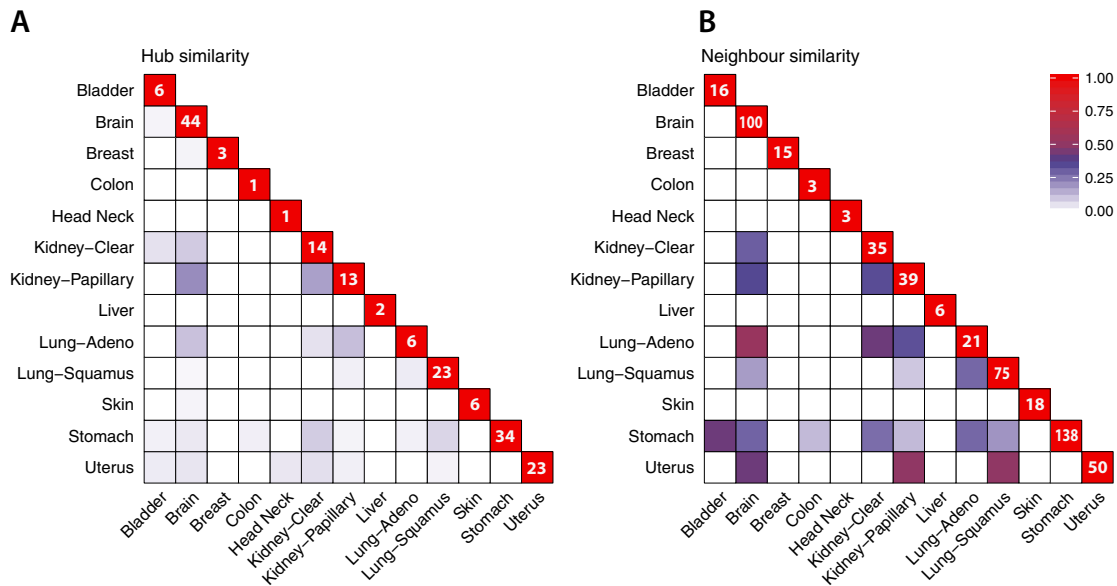 A
B
Hub similarity
Neighbour similarity
Bladder 6 16 1.00
Brain 44 100 0.75
Breast 3 15 0.50
Colon 1 3 0.25
Head Neck 1 3 0.00
Kidney−Clear 14 35
Kidney−Papillary 13 39
Liver 2 6
Lung−Adeno 6 21
Lung−Squamus 23 75
Skin 6 18
Stomach 34 138
Uterus 23 50
Bladder
Brain
Breast
Colon
Head Neck
Kidney−Clear
Kidney−Papillary
Liver
Lung−Adeno
Lung−Squamus
Skin
Stomach
Uterus
Bladder
Brain
Breast
Colon
Head Neck
Kidney−Clear
Kidney−Papillary
Liver
Lung−Adeno
Lung−Squamus
Skin
Stomach
Uterus
Bladder
Brain
Breast
Colon
Head Neck
Kidney−Clear
Kidney−Papillary
Liver
Lung−Adeno
Lung−Squamus
Skin
Stomach
Uterus